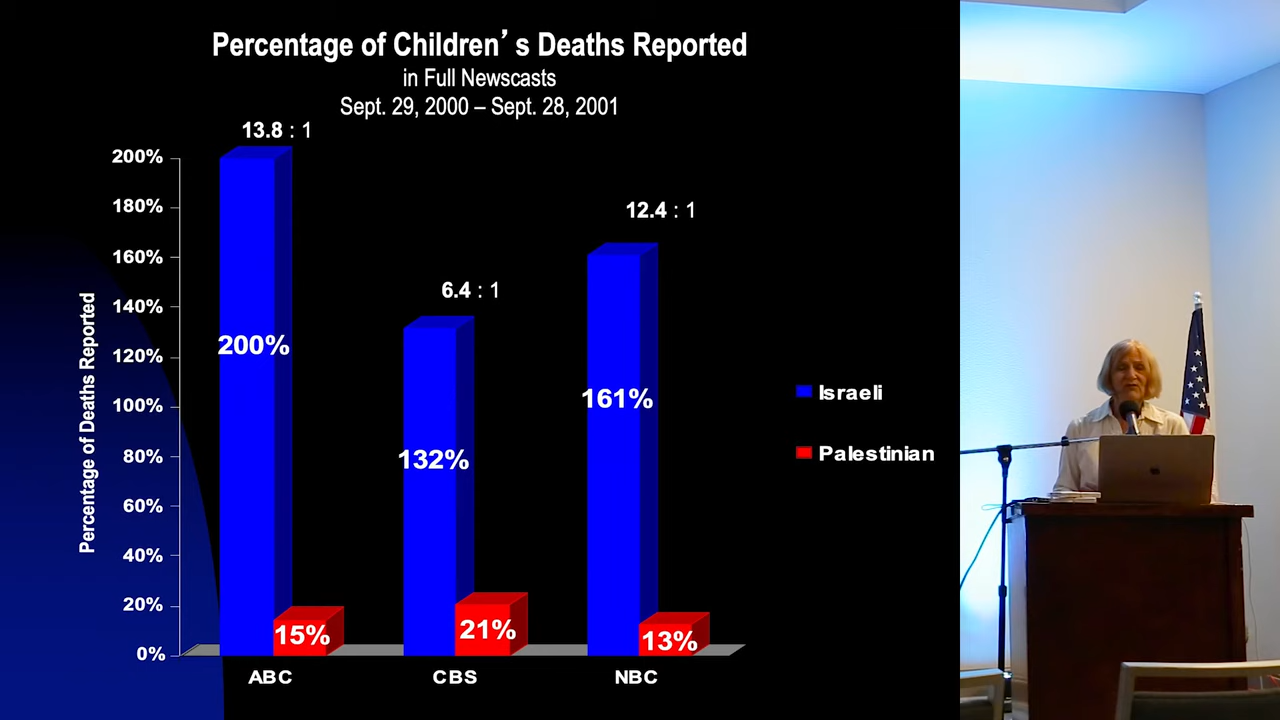 Percentage of Children’ s Deaths Reported
in Full Newscasts
Sept. 29, 2000 – Sept. 28, 2001
13.8 : 1
6.4 : 1
12.4 : 1
Percentage of Deaths Reported
200%
180%
160%
140%
120%
100%
80%
60%
40%
20%
0%
200%
15%
132%
21%
161%
13%
ABC
CBS
NBC
Israeli
Palestinian